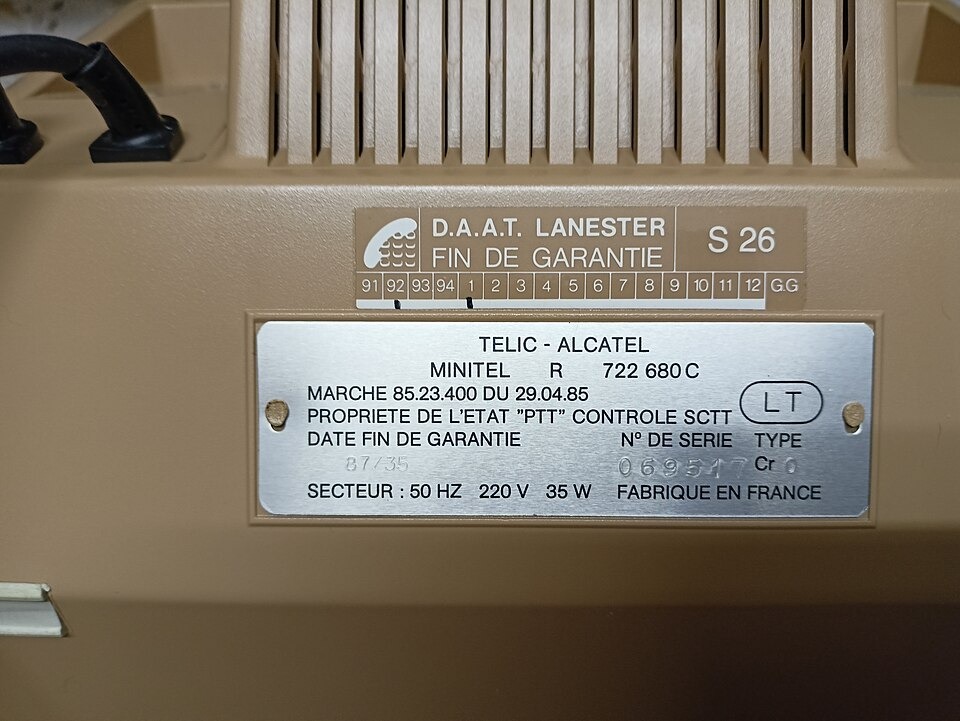 D.A.A.T. LANESTER
FIN DE GARANTIE
S 26
91 92 93 94 1 2 3 4 5 6 7 8 9 10 11 12 G.G
TELIC - ALCATEL
MINITEL R 722 680 C
MARCHE 85.23.400 DU 29.04.85
PROPRIETE DE L'ETAT "PTT" CONTROLE SCTT
LT
DATE FIN DE GARANTIE N° DE SERIE TYPE
87/35 069517 Cr 0
SECTEUR : 50 HZ 220 V 35 W FABRIQUE EN FRANCE